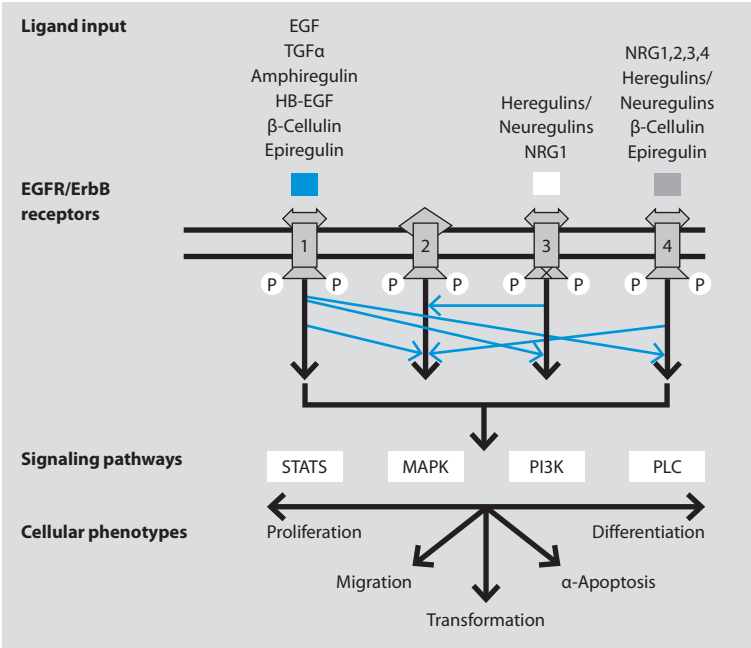 Ligand input
EGF
TGFα
Amphiregulin
HB-EGF
β-Cellulin
Epiregulin
Heregulins/
Neuregulins
NRG1
NRG1,2,3,4
Heregulins/
Neuregulins
β-Cellulin
Epiregulin
EGFR/ErbB
receptors
1
2
3
4
P
P
P
P
P
P
P
P
Signaling pathways
STATS
MAPK
PI3K
PLC
Cellular phenotypes
Proliferation
Differentiation
Migration
α-Apoptosis
Transformation